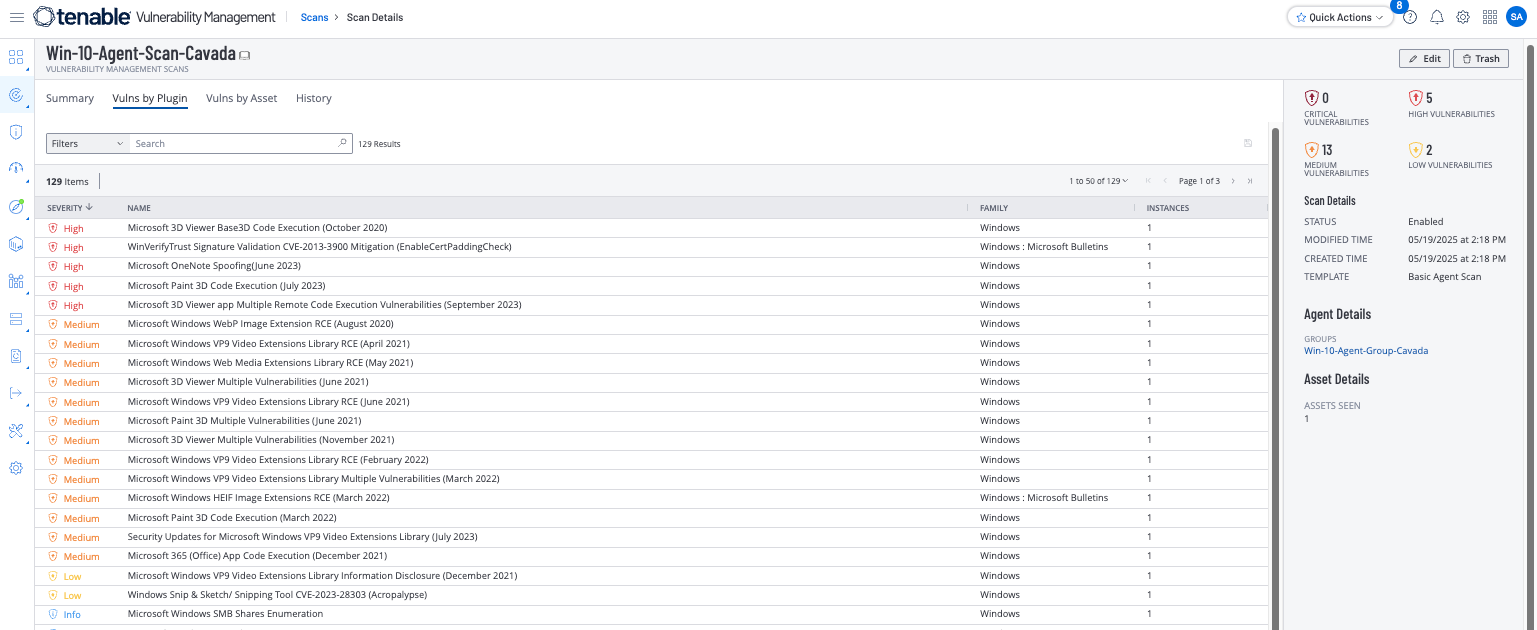 tenable Vulnerability Management Scans > Scan Details Quick Actions 8 ? SA
Win-10-Agent-Scan-Cavada
VULNERABILITY MANAGEMENT SCANS
Edit Trash
Summary Vulns by Plugin Vulns by Asset History
Filters Search 129 Results
129 Items 1 to 50 of 129 Page 1 of 3
SEVERITY NAME FAMILY INSTANCES
High Microsoft 3D Viewer Base3D Code Execution (October 2020) Windows 1
High WinVerifyTrust Signature Validation CVE-2013-3900 Mitigation (EnableCertPaddingCheck) Windows : Microsoft Bulletins 1
High Microsoft OneNote Spoofing(June 2023) Windows 1
High Microsoft Paint 3D Code Execution (July 2023) Windows 1
High Microsoft 3D Viewer app Multiple Remote Code Execution Vulnerabilities (September 2023) Windows 1
Medium Microsoft Windows WebP Image Extension RCE (August 2020) Windows 1
Medium Microsoft Windows VP9 Video Extensions Library RCE (April 2021) Windows 1
Medium Microsoft Windows Web Media Extensions Library RCE (May 2021) Windows 1
Medium Microsoft 3D Viewer Multiple Vulnerabilities (June 2021) Windows 1
Medium Microsoft Windows VP9 Video Extensions Library RCE (June 2021) Windows 1
Medium Microsoft Paint 3D Multiple Vulnerabilities (June 2021) Windows 1
Medium Microsoft 3D Viewer Multiple Vulnerabilities (November 2021) Windows 1
Medium Microsoft Windows VP9 Video Extensions Library RCE (February 2022) Windows 1
Medium Microsoft Windows VP9 Video Extensions Library Multiple Vulnerabilities (March 2022) Windows 1
Medium Microsoft Windows HEIF Image Extensions RCE (March 2022) Windows : Microsoft Bulletins 1
Medium Microsoft Paint 3D Code Execution (March 2022) Windows 1
Medium Security Updates for Microsoft Windows VP9 Video Extensions Library (July 2023) Windows 1
Medium Microsoft 365 (Office) App Code Execution (December 2021) Windows 1
Low Microsoft Windows VP9 Video Extensions Library Information Disclosure (December 2021) Windows 1
Low Windows Snip & Sketch/ Snipping Tool CVE-2023-28303 (Acropalypse) Windows 1
Info Microsoft Windows SMB Shares Enumeration Windows 1
0 CRITICAL VULNERABILITIES
5 HIGH VULNERABILITIES
13 MEDIUM VULNERABILITIES
2 LOW VULNERABILITIES
Scan Details
STATUS Enabled
MODIFIED TIME 05/19/2025 at 2:18 PM
CREATED TIME 05/19/2025 at 2:18 PM
TEMPLATE Basic Agent Scan
Agent Details
GROUPS
Win-10-Agent-Group-Cavada
Asset Details
ASSETS SEEN
1